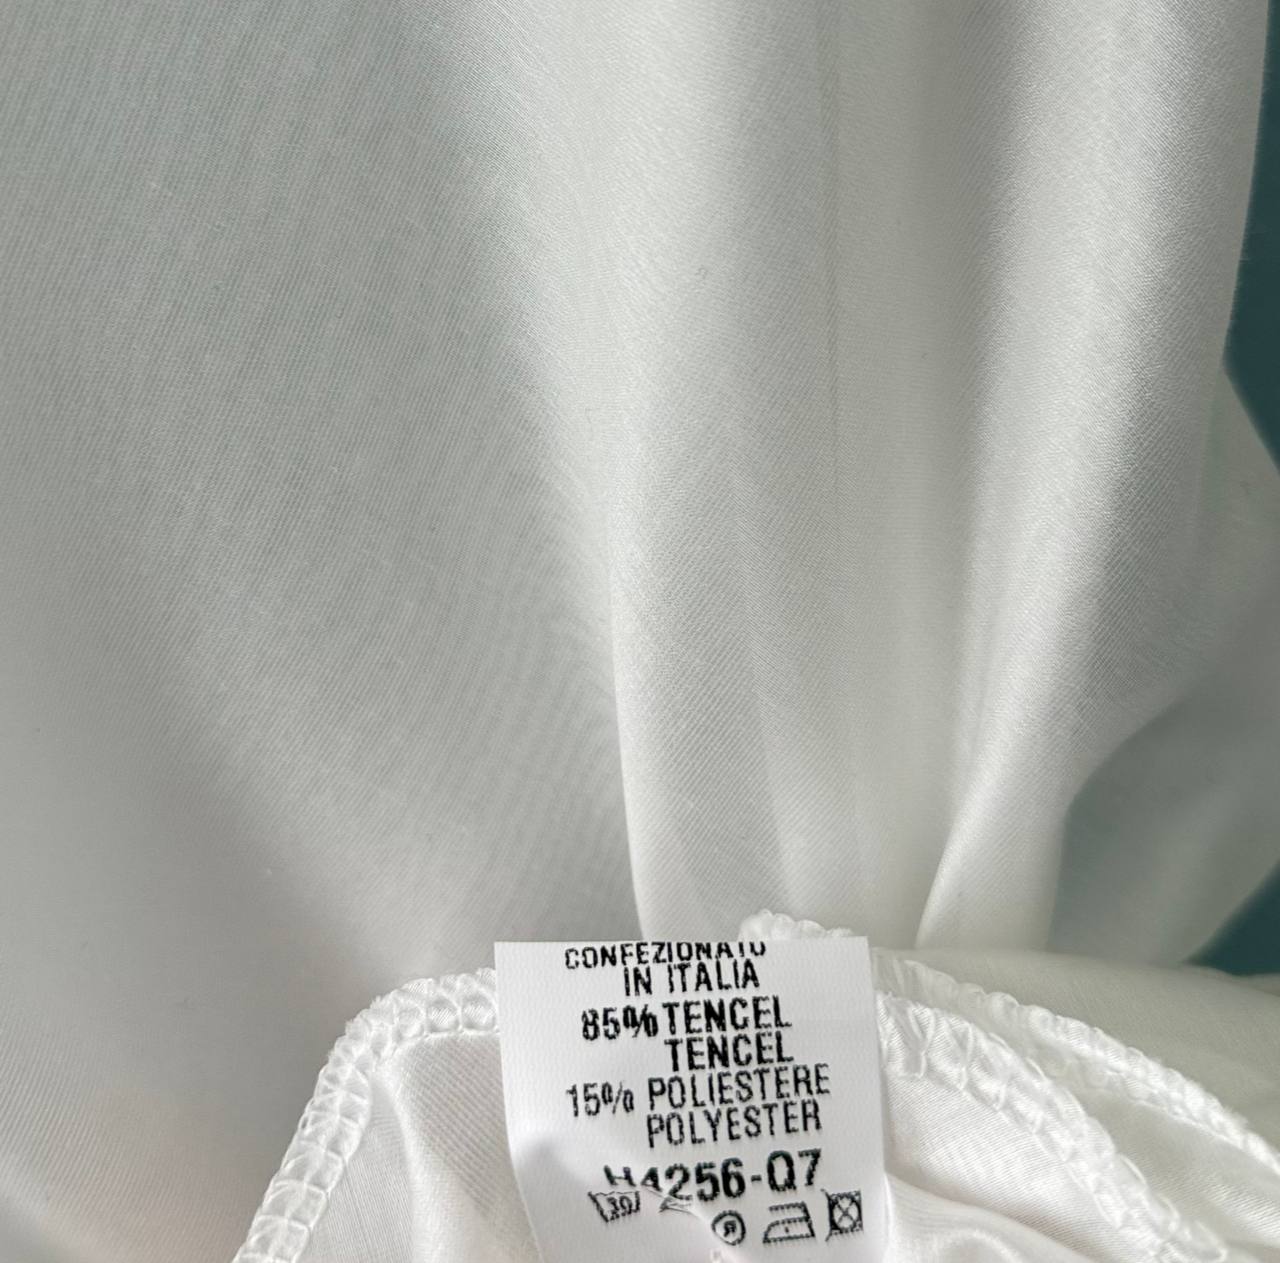 CONFEZIONATO
IN ITALIA
85% TENCEL
TENCEL
15% POLIESTERE
POLYESTER
H4256-Q7
30